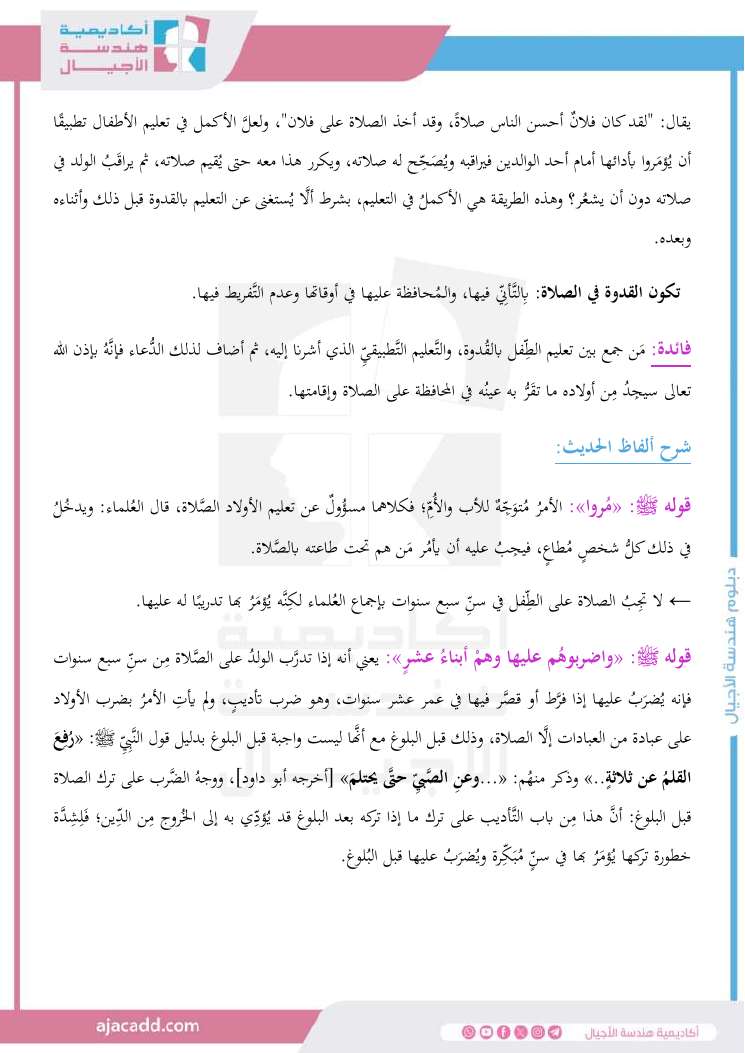 أكاديمية
هندسة
الأجيال
يقال: "لقد كان فلانٌ أحسن الناس صلاةً، وقد أخذ الصلاة على فلان"، ولعلَّ الأكمل في تعليم الأطفال تطبيقًا
أن يُؤمَروا بأدائها أمام أحد الوالدين فيراقبه ويُصَحِّح له صلاته، ويكرر هذا معه حتى يُقيم صلاته، ثم يراقَبُ الولد في
صلاته دون أن يشعُر؟ وهذه الطريقة هي الأكملُ في التعليم، بشرط ألَّا يُستغنى عن التعليم بالقدوة قبل ذلك وأثناءه
وبعده.
تكون القدوة في الصلاة: بِالتَّأنِّي فيها، والمُحافظة عليها في أوقاتها وعدم التَّفريط فيها.
فائدة: مَن جمع بين تعليم الطِّفل بالقُدوة، والتَّعليم التَّطبيقيِّ الذي أشرنا إليه، ثم أضاف لذلك الدُّعاء فإنَّهُ بإذن الله
تعالى سيجِدُ مِن أولاده ما تقَرُّ به عينُه في المحافظة على الصلاة وإقامتها.
شرح ألفاظ الحديث:
قوله ﷺ: «مُروا»: الأمرُ مُتوَجِّهٌ للأب والأُمِّ؛ فكلاهما مسؤُولٌ عن تعليم الأولاد الصَّلاة، قال العُلماء: ويدخُلُ
في ذلك كلُّ شخصٍ مُطاعٍ، فيجِبُ عليه أن يأمُر مَن هم تحت طاعته بالصَّلاة.
← لا تجِبُ الصلاة على الطِّفل في سنِّ سبع سنوات بإجماع العُلماء لكِنَّه يُؤمَرُ بها تدريبًا له عليها.
قوله ﷺ: «واضربوهُم عليها وهمْ أبناءُ عشرٍ»: يعني أنه إذا تدرَّب الولدُ على الصَّلاة مِن سنِّ سبع سنوات
فإنه يُضرَبُ عليها إذا فرَّط أو قصَّر فيها في عمر عشر سنوات، وهو ضرب تأديبٍ، ولم يأتِ الأمرُ بضرب الأولاد
على عبادة من العبادات إلَّا الصلاة، وذلك قبل البلوغ مع أنَّها ليست واجبة قبل البلوغ بدليل قول النَّبيِّ ﷺ: «رُفِعَ
القلمُ عن ثلاثةٍ..» وذكر منهُم: «...وعنِ الصَّبيِّ حتَّى يحتلمَ» [أخرجه أبو داود]، ووجهُ الضَّرب على ترك الصلاة
قبل البلوغ: أنَّ هذا مِن باب التَّأديب على ترك ما إذا تركه بعد البلوغ قد يُؤدِّي به إلى الخُروج مِن الدِّين؛ فَلِشِدَّة
خطورة تركها يُؤمَرُ بها في سنٍّ مُبَكِّرة ويُضرَبُ عليها قبل البُلوغ.
دبلوم هندسة الأجيال
أكاديمية هندسة الأجيال
ajacadd.com